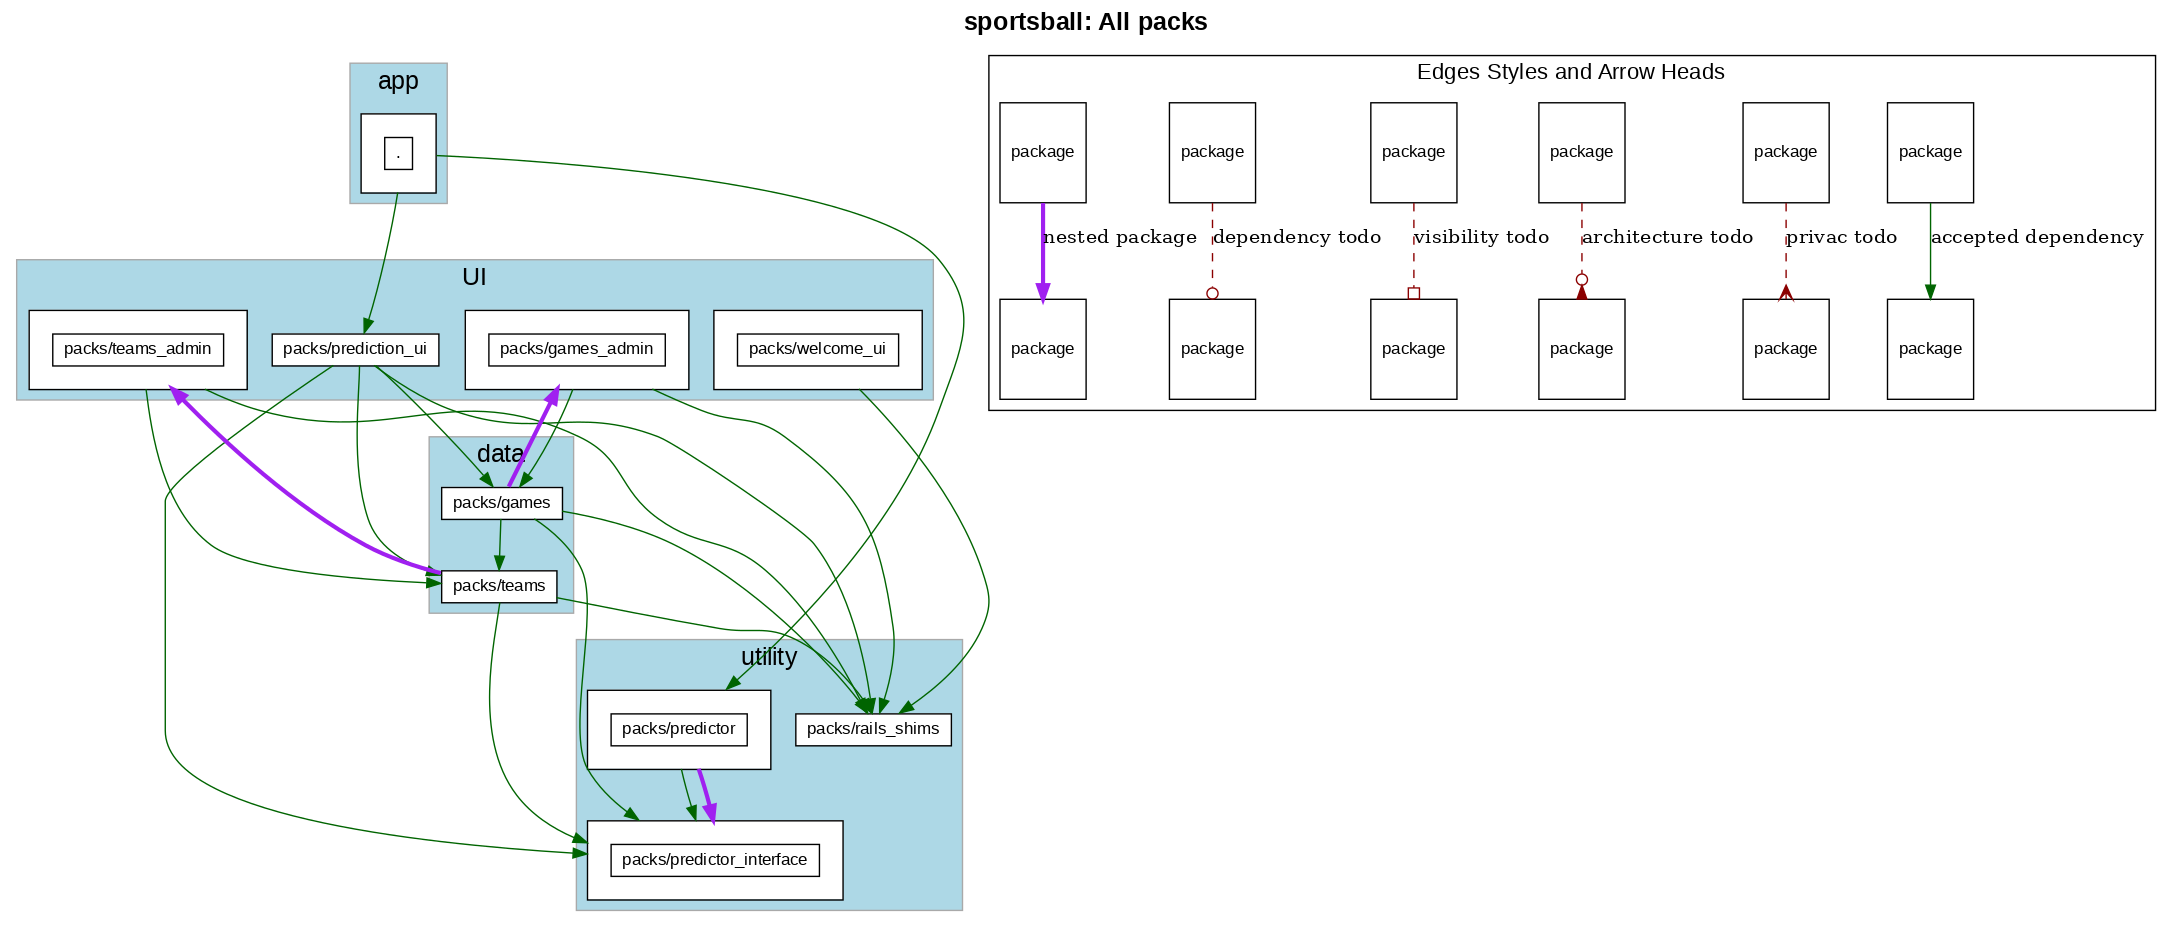 sportsball: All packs
app
.
UI
packs/teams_admin
packs/prediction_ui
packs/games_admin
packs/welcome_ui
data
packs/games
packs/teams
utility
packs/predictor
packs/rails_shims
packs/predictor_interface
Edges Styles and Arrow Heads
package
package
package
package
package
package
nested package
dependency todo
visibility todo
architecture todo
privac todo
accepted dependency
package
package
package
package
package
package